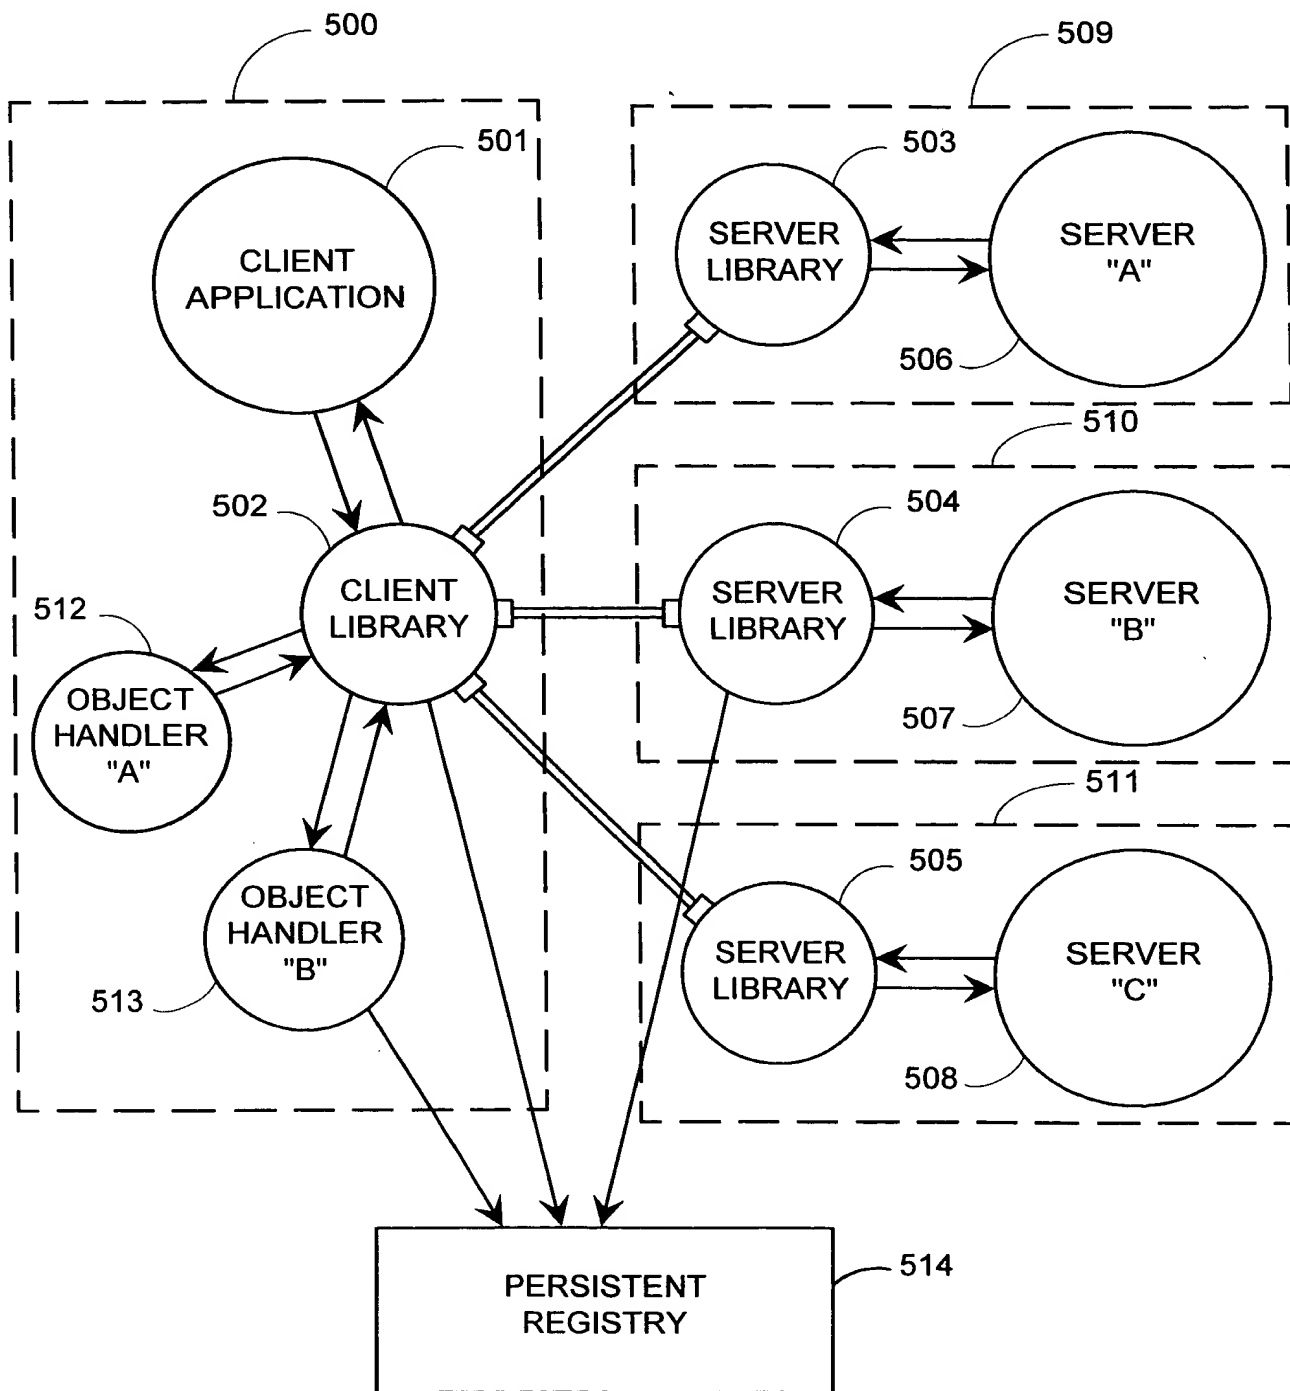 500
509
501
503
CLIENT
APPLICATION
SERVER
LIBRARY
SERVER
"A"
506
510
502
504
CLIENT
LIBRARY
SERVER
LIBRARY
SERVER
"B"
512
507
OBJECT
HANDLER
"A"
511
505
OBJECT
HANDLER
"B"
SERVER
LIBRARY
SERVER
"C"
513
508
514
PERSISTENT
REGISTRY